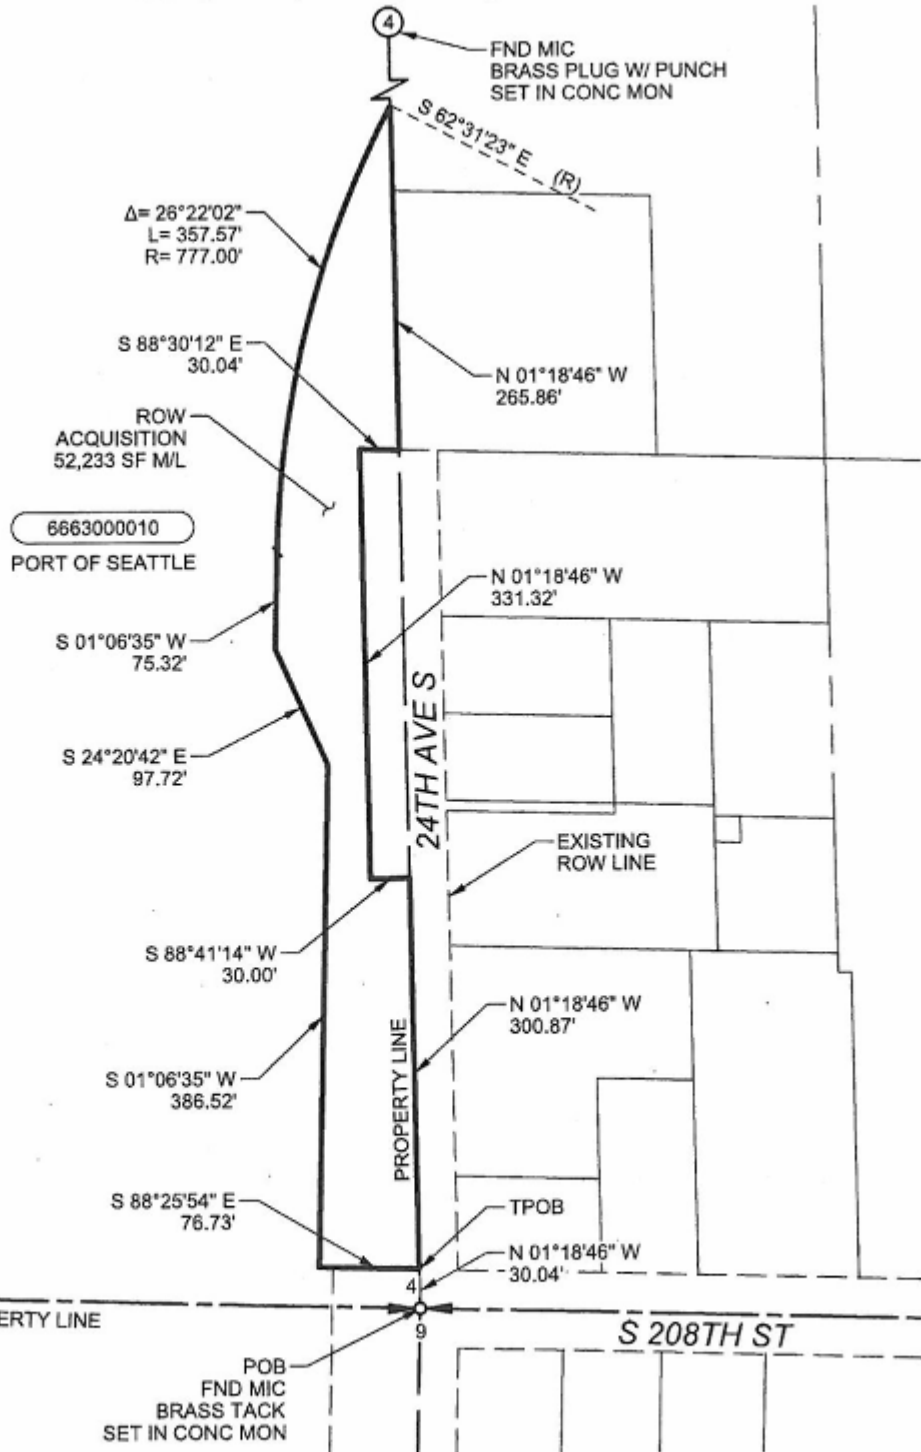 4
FND MIC
BRASS PLUG W/ PUNCH
SET IN CONC MON
S 62°31'23" E
(R)
Δ= 26°22'02"
L= 357.57'
R= 777.00'
S 88°30'12" E
30.04'
N 01°18'46" W
265.86'
ROW
ACQUISITION
52,233 SF M/L
6663000010
PORT OF SEATTLE
N 01°18'46" W
331.32'
S 01°06'35" W
75.32'
24TH AVE S
S 24°20'42" E
97.72'
EXISTING
ROW LINE
S 88°41'14" W
30.00'
N 01°18'46" W
300.87'
PROPERTY LINE
S 01°06'35" W
386.52'
S 88°25'54" E
76.73'
TPOB
N 01°18'46" W
30.04'
4
9
ERTY LINE
S 208TH ST
POB
FND MIC
BRASS TACK
SET IN CONC MON